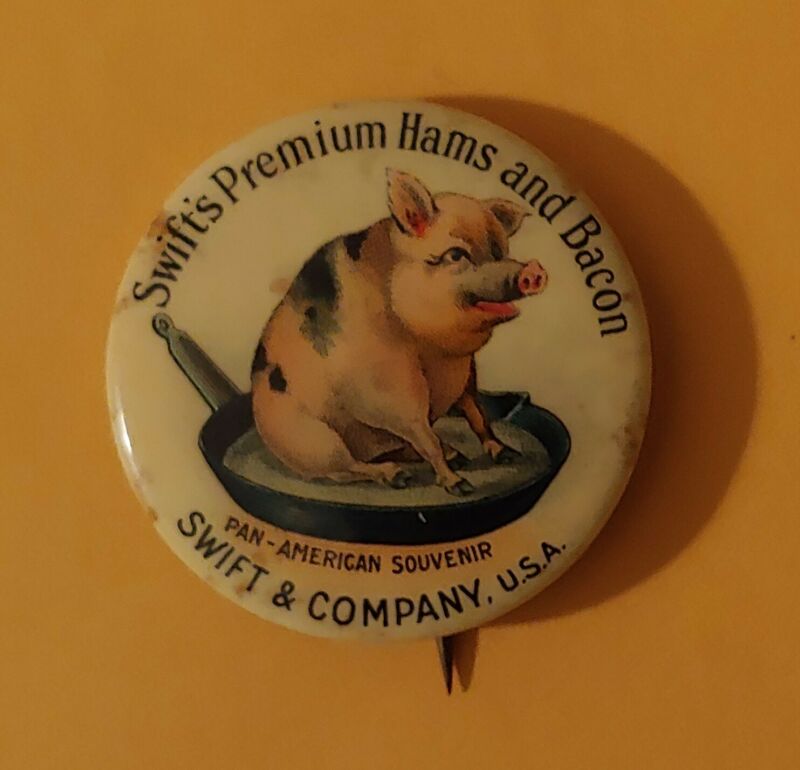 Swift's Premium Hams and Bacon
PAN-AMERICAN SOUVENIR
SWIFT & COMPANY, U.S.A.